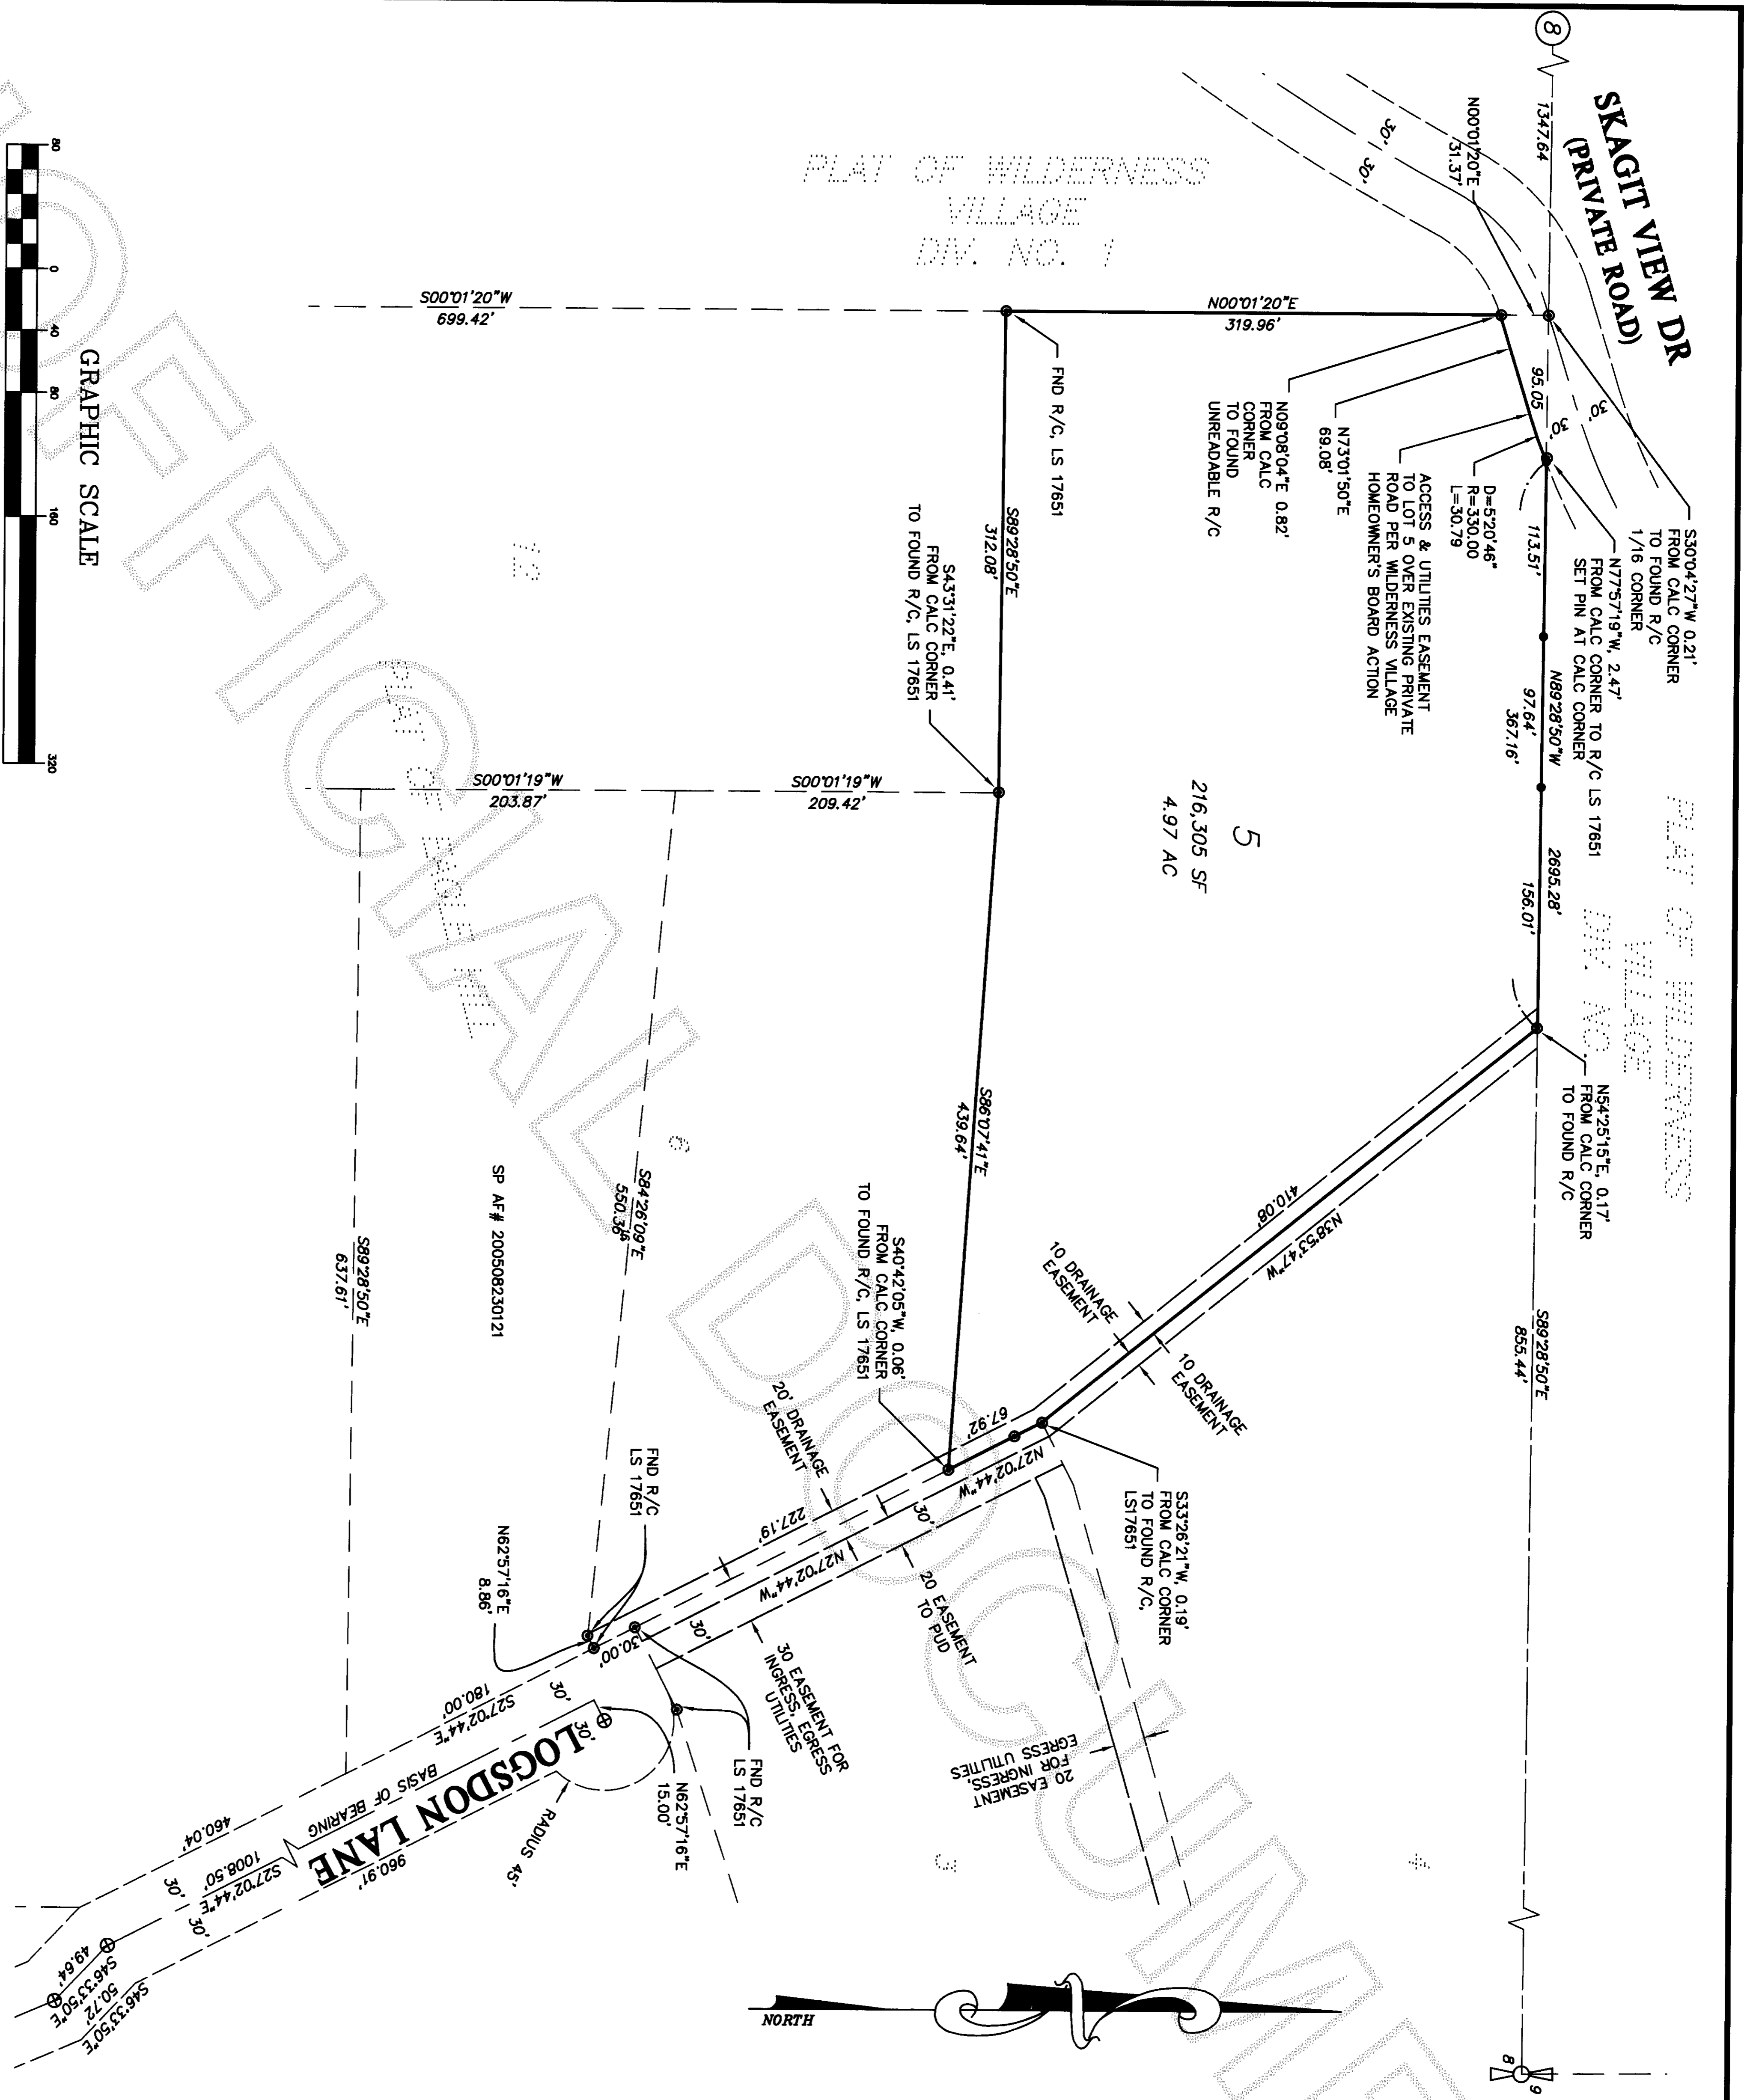 SKAGIT VIEW DR
(PRIVATE ROAD)
8
1347.64
N00°01'20"E
31.37'
30'
30'
PLAT OF WILDERNESS
VILLAGE
DIV. NO. 1
S00°01'20"W
699.42'
N00°01'20"E
319.96'
95.05
30'
30'
S30°04'27"W 0.21'
FROM CALC CORNER
TO FOUND R/C
1/16 CORNER
N77°57'19"W, 2.47'
FROM CALC CORNER TO R/C LS 17651
SET PIN AT CALC CORNER
D=5°20'46"
R=330.00
L=30.79
ACCESS & UTILITIES EASEMENT
TO LOT 5 OVER EXISTING PRIVATE
ROAD PER WILDERNESS VILLAGE
HOMEOWNER'S BOARD ACTION
N73°01'50"E
69.08'
N09°08'04"E 0.82'
FROM CALC
CORNER
TO FOUND
UNREADABLE R/C
FND R/C, LS 17651
113.51'
N89°28'50"W
97.64'
367.16'
2695.28'
156.01'
PLAT OF WILDERNESS
VILLAGE
DIV. NO.
N54°25'15"E, 0.17'
FROM CALC CORNER
TO FOUND R/C
S89°28'50"E
855.44'
5
216,305 SF
4.97 AC
S89°28'50"E
312.08'
S43°31'22"E, 0.41'
FROM CALC CORNER
TO FOUND R/C, LS 17651
12
S00°01'19"W
203.87'
S00°01'19"W
209.42'
PLAT OF
S86°07'41"E
439.64'
410.08'
N38°53'47"W
10 DRAINAGE
EASEMENT
10 DRAINAGE
EASEMENT
S40°42'05"W, 0.06'
FROM CALC CORNER
TO FOUND R/C, LS 17651
67.92'
N27°02'44"W
S33°26'21"W, 0.19'
FROM CALC CORNER
TO FOUND R/C,
LS17651
6
S84°26'09"E
SP AF# 200508230121
S89°28'50"E
637.61'
20' DRAINAGE
EASEMENT
30'
227.19'
N27°02'44"W
20 EASEMENT
TO PUD
30 EASEMENT FOR
INGRESS, EGRESS
UTILITIES
20 EASEMENT
FOR INGRESS,
EGRESS UTILITIES
FND R/C
LS 17651
N62°57'16"E
8.86'
30.00'
30'
FND R/C
LS 17651
N62°57'16"E
15.00'
30'
30'
180.00'
S27°02'44"E
LOGSDON LANE
BASIS OF BEARING
RADIUS 45'
3
4
460.04'
1008.50'
S27°02'44"E
960.91'
30'
30'
49.64'
S46°33'50"E
50.72'
S46°33'50"E
NORTH
8
9
80
0
40
80
160
320
GRAPHIC SCALE
UNOFFICIAL DOCUMENT